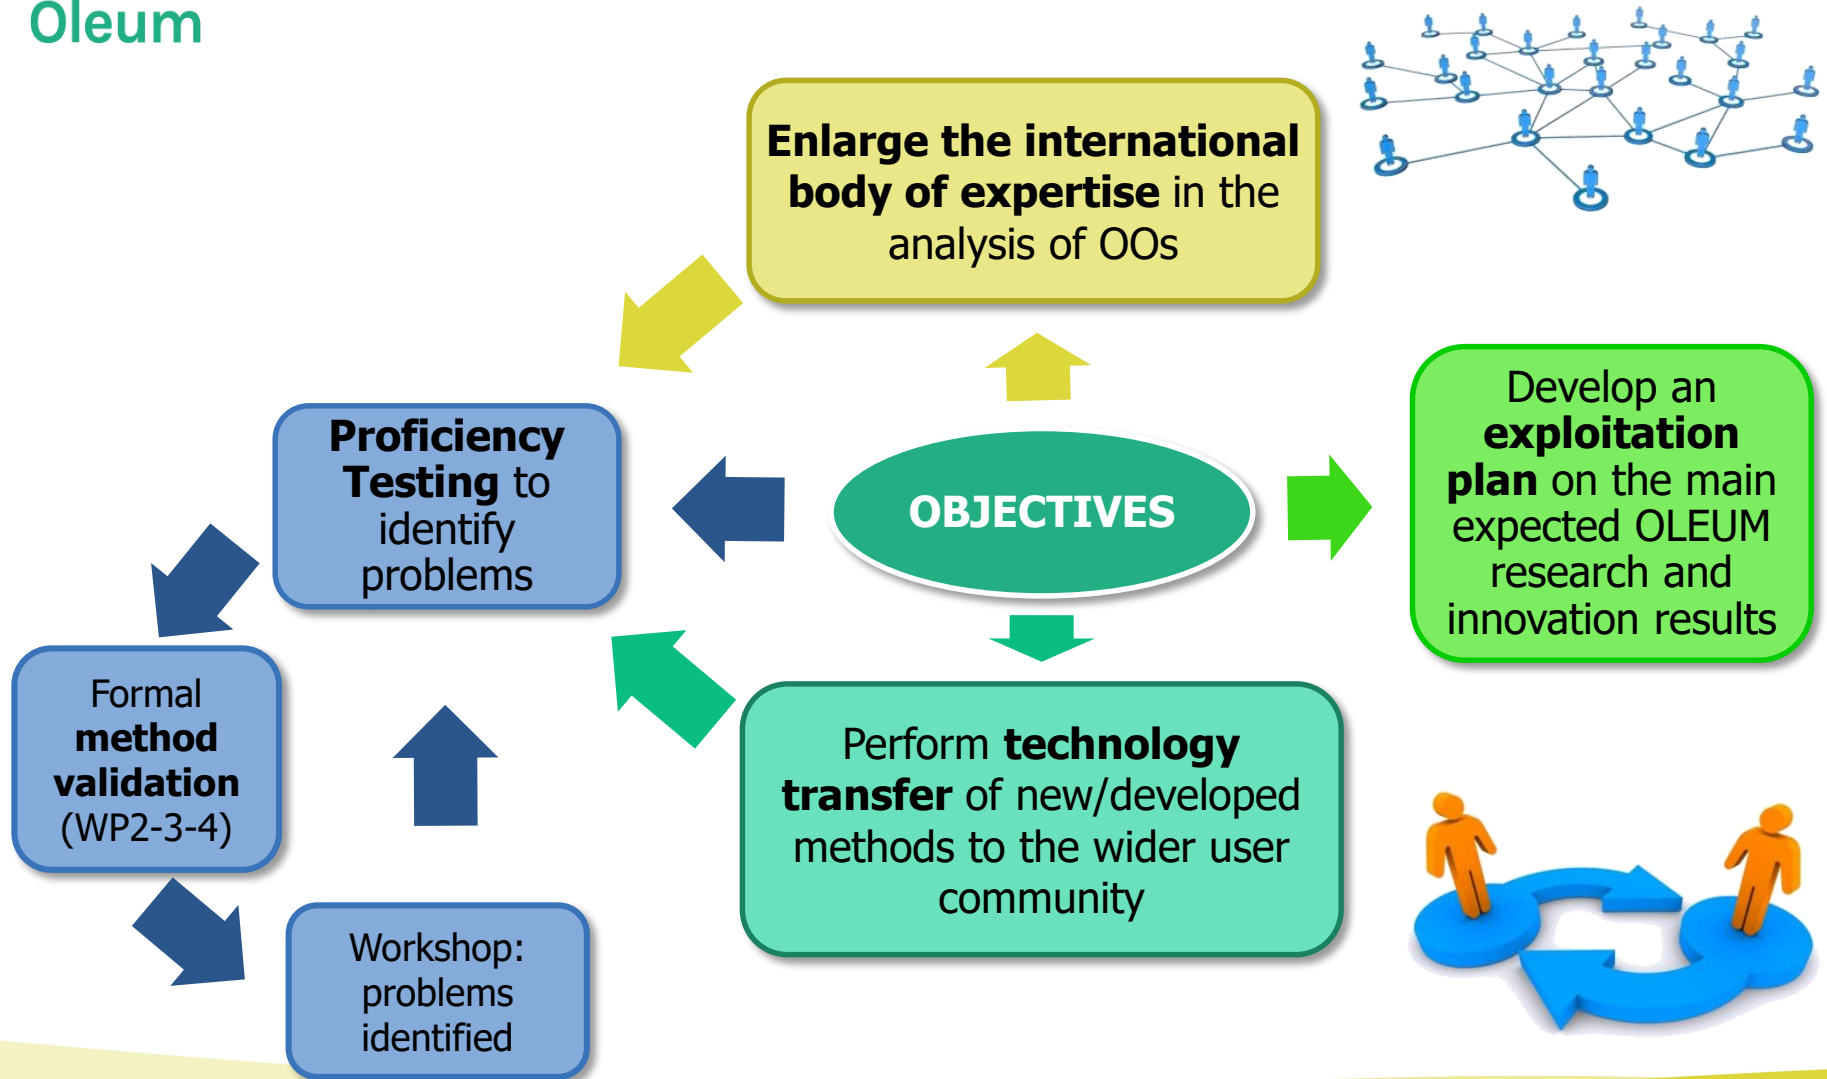 Oleum
Enlarge the international
body of expertise in the
analysis of OOs
Proficiency
Testing to
identify
problems
OBJECTIVES
Develop an
exploitation
plan on the main
expected OLEUM
research and
innovation results
Formal
method
validation
(WP2-3-4)
Perform technology
transfer of new/developed
methods to the wider user
community
Workshop:
problems
identified